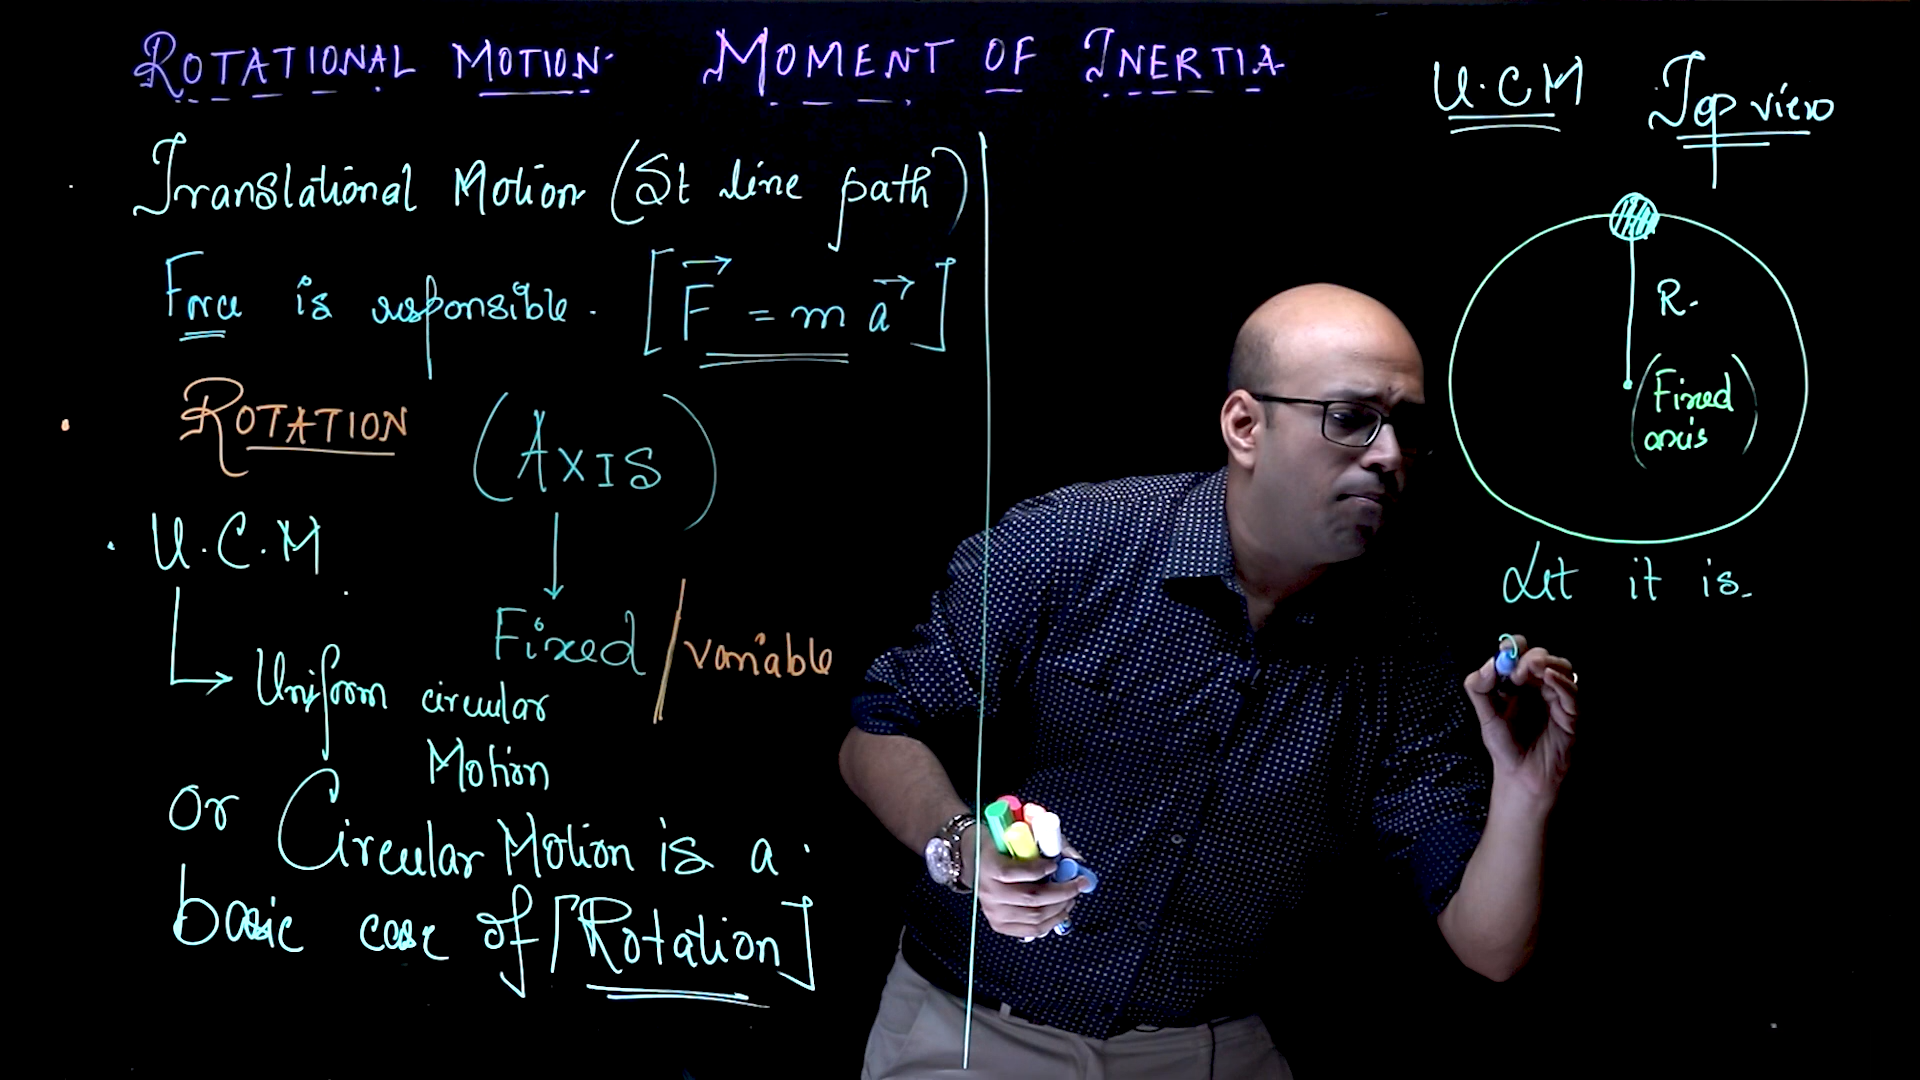 ROTATIONAL MOTION. MOMENT OF INERTIA
Translational Motion (St line path)
Force is responsible. [F = m a]
ROTATION (AXIS)
Fixed / variable
U.C.M
Uniform circular
Motion
or Circular Motion is a
basic case of [Rotation]
U.C.M Top view
R.
(Fixed
axis)
Let it is.